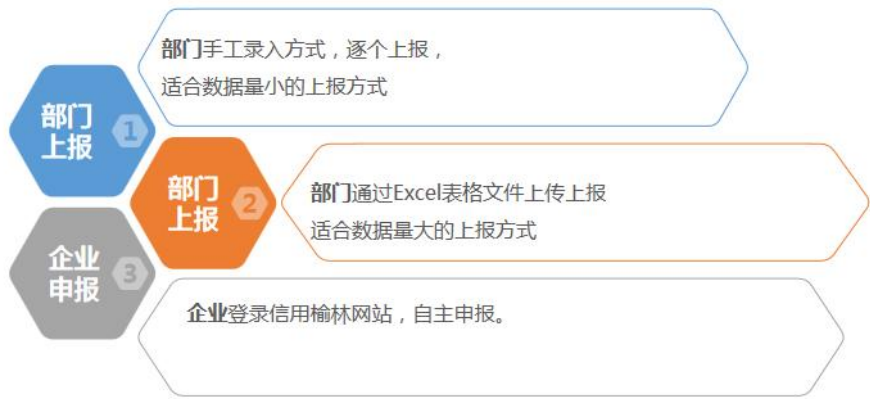 部门
上报
1
部门手工录入方式，逐个上报，
适合数据量小的上报方式
部门
上报
2
部门通过Excel表格文件上传上报
适合数据量大的上报方式
企业
申报
3
企业登录信用榆林网站，自主申报。